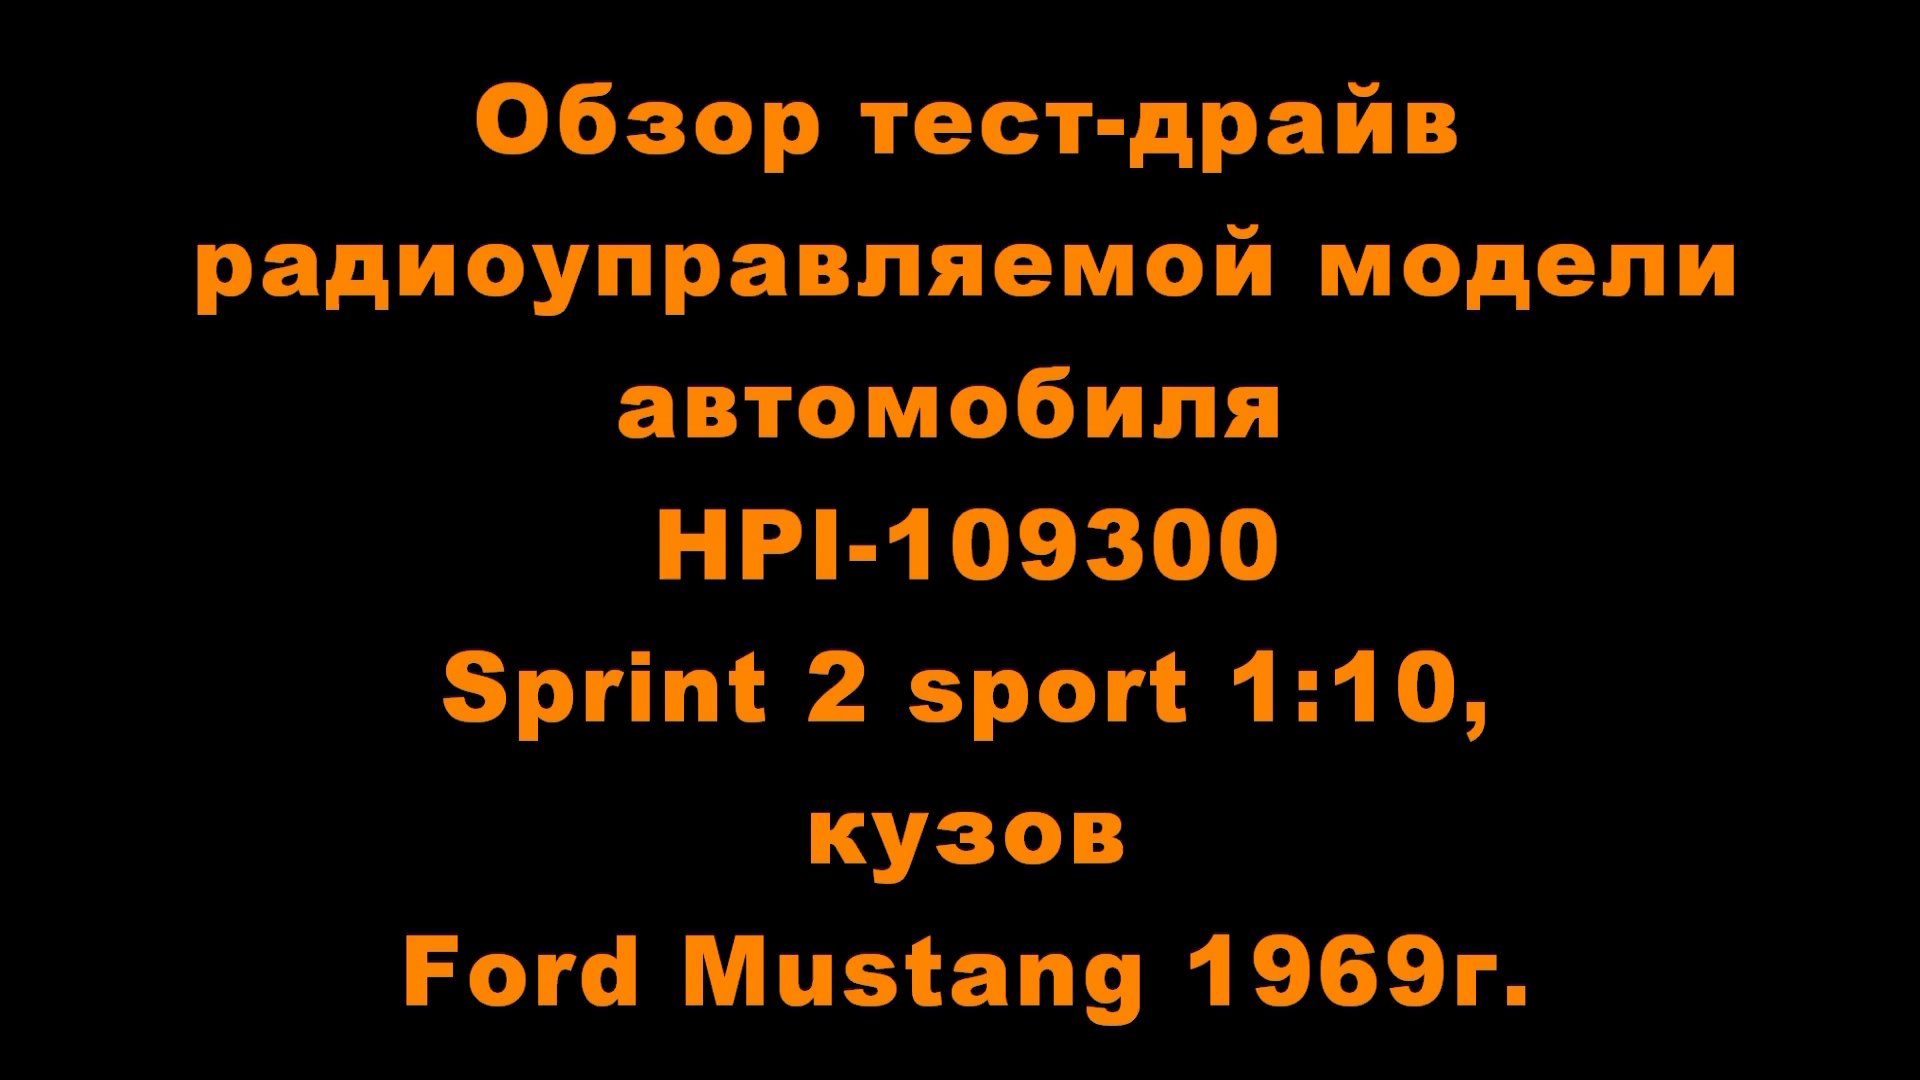 Обзор тест-драйв
радиоуправляемой модели
автомобиля
HPI-109300
Sprint 2 sport 1:10,
кузов
Ford Mustang 1969г.